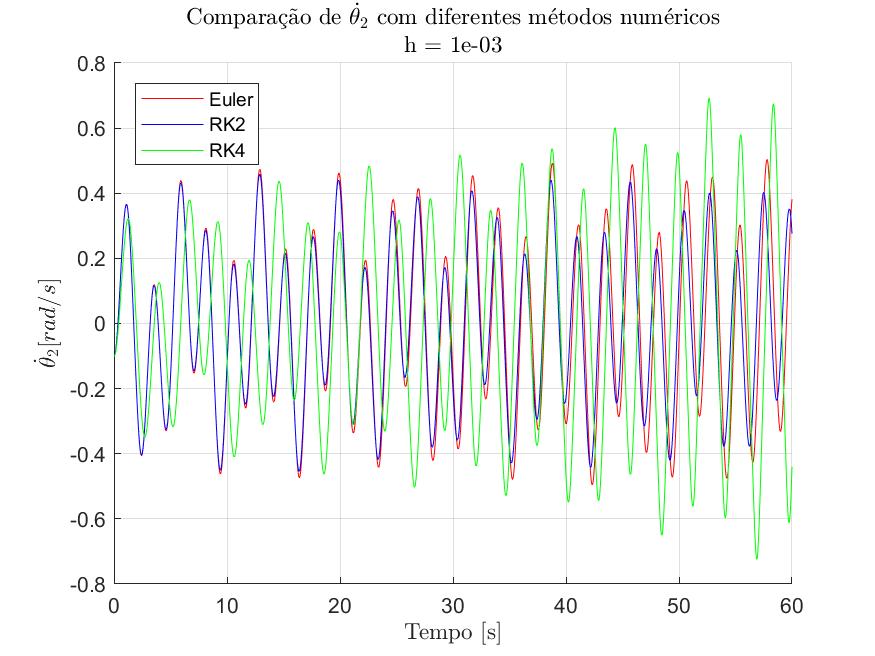 Comparação de θ̇₂ com diferentes métodos numéricos
h = 1e-03
0.8
0.6
0.4
0.2
0
-0.2
-0.4
-0.6
-0.8
θ̇₂[rad/s]
Euler
RK2
RK4
0 10 20 30 40 50 60
Tempo [s]